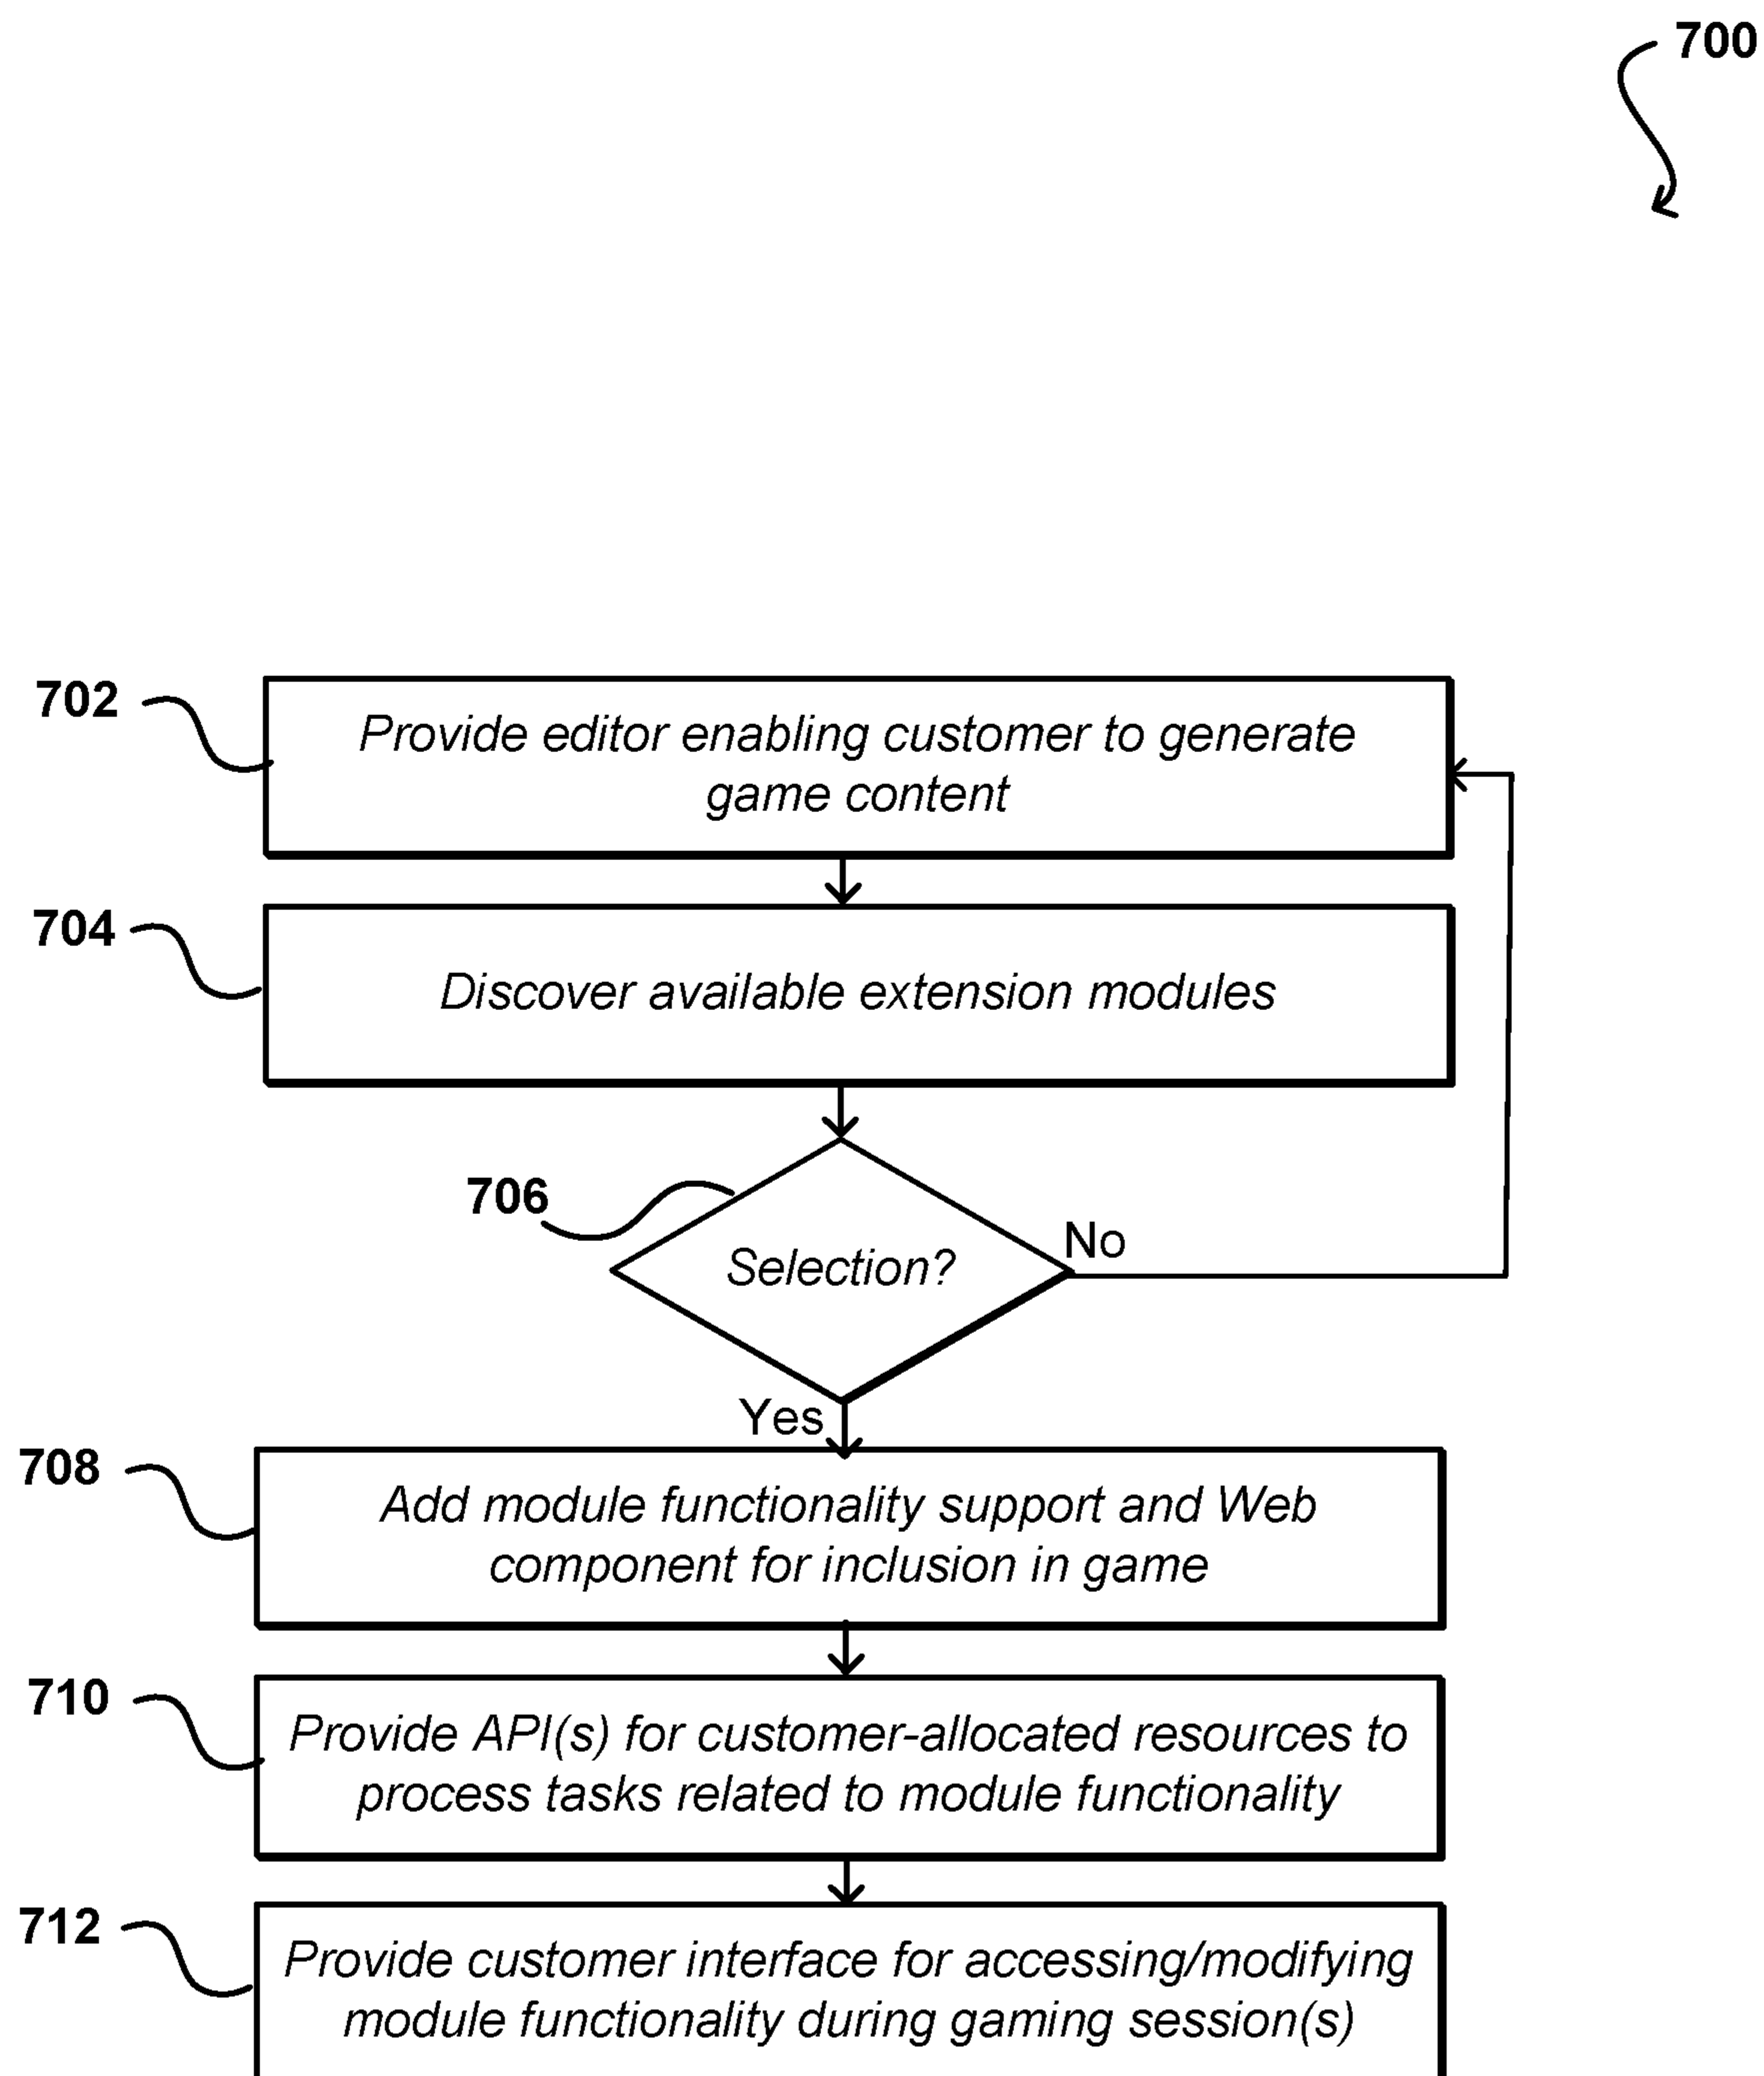 700
702
Provide editor enabling customer to generate
game content
704
Discover available extension modules
706
Selection?
No
Yes
708
Add module functionality support and Web
component for inclusion in game
710
Provide API(s) for customer-allocated resources to
process tasks related to module functionality
712
Provide customer interface for accessing/modifying
module functionality during gaming session(s)